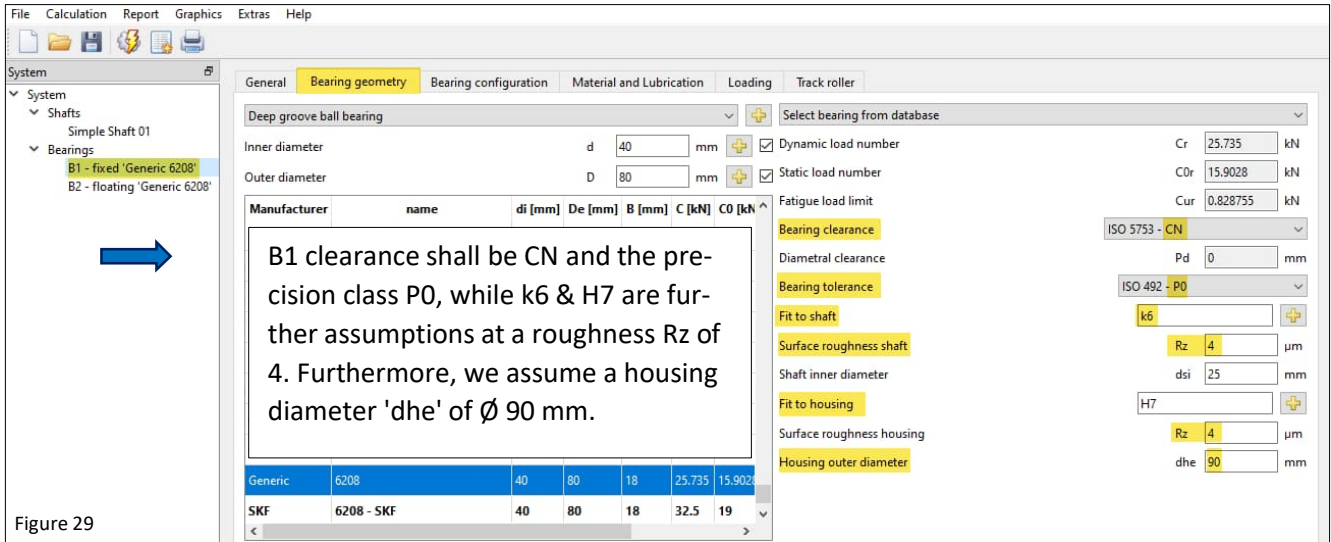 File Calculation Report Graphics Extras Help
System
System
Shafts
Simple Shaft 01
Bearings
B1 - fixed 'Generic 6208'
B2 - floating 'Generic 6208'
General Bearing geometry Bearing configuration Material and Lubrication Loading Track roller
Deep groove ball bearing
Inner diameter d 40 mm
Outer diameter D 80 mm
Manufacturer name di [mm] De [mm] B [mm] C [kN] C0 [kN
B1 clearance shall be CN and the pre-
cision class P0, while k6 & H7 are fur-
ther assumptions at a roughness Rz of
4. Furthermore, we assume a housing
diameter 'dhe' of Ø 90 mm.
Generic 6208 40 80 18 25.735 15.9028
SKF 6208 - SKF 40 80 18 32.5 19
Select bearing from database
Dynamic load number Cr 25.735 kN
Static load number C0r 15.9028 kN
Fatigue load limit Cur 0.828755 kN
Bearing clearance ISO 5753 - CN
Diametral clearance Pd 0 mm
Bearing tolerance ISO 492 - P0
Fit to shaft k6
Surface roughness shaft Rz 4 μm
Shaft inner diameter dsi 25 mm
Fit to housing H7
Surface roughness housing Rz 4 μm
Housing outer diameter dhe 90 mm
Figure 29